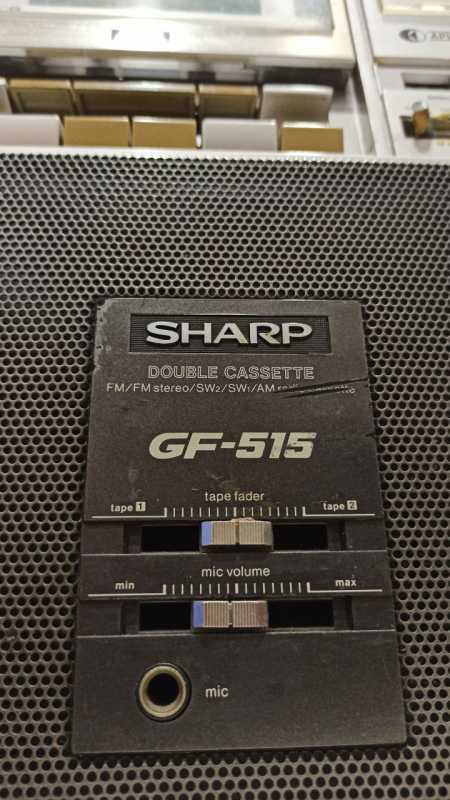 SHARP
DOUBLE CASSETTE
FM/FM stereo/SW2/SW1/AM
GF-515
tape fader
tape 1 tape 2
mic volume
min max
mic